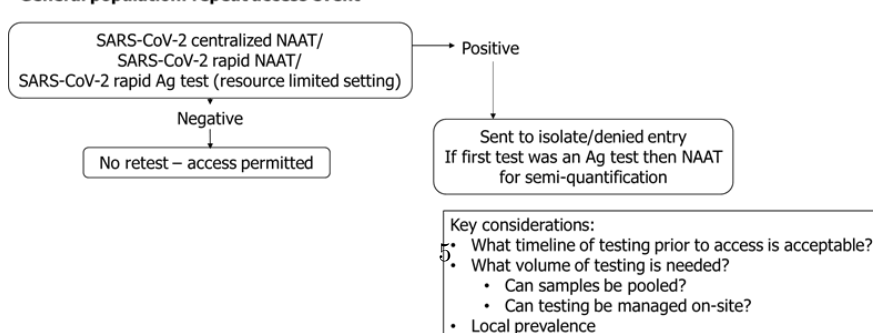 General population: repeat access event
SARS-CoV-2 centralized NAAT/
SARS-CoV-2 rapid NAAT/
SARS-CoV-2 rapid Ag test (resource limited setting)
Positive
Negative
No retest – access permitted
Sent to isolate/denied entry
If first test was an Ag test then NAAT
for semi-quantification
Key considerations:
• What timeline of testing prior to access is acceptable?
5
• What volume of testing is needed?
• Can samples be pooled?
• Can testing be managed on-site?
• Local prevalence